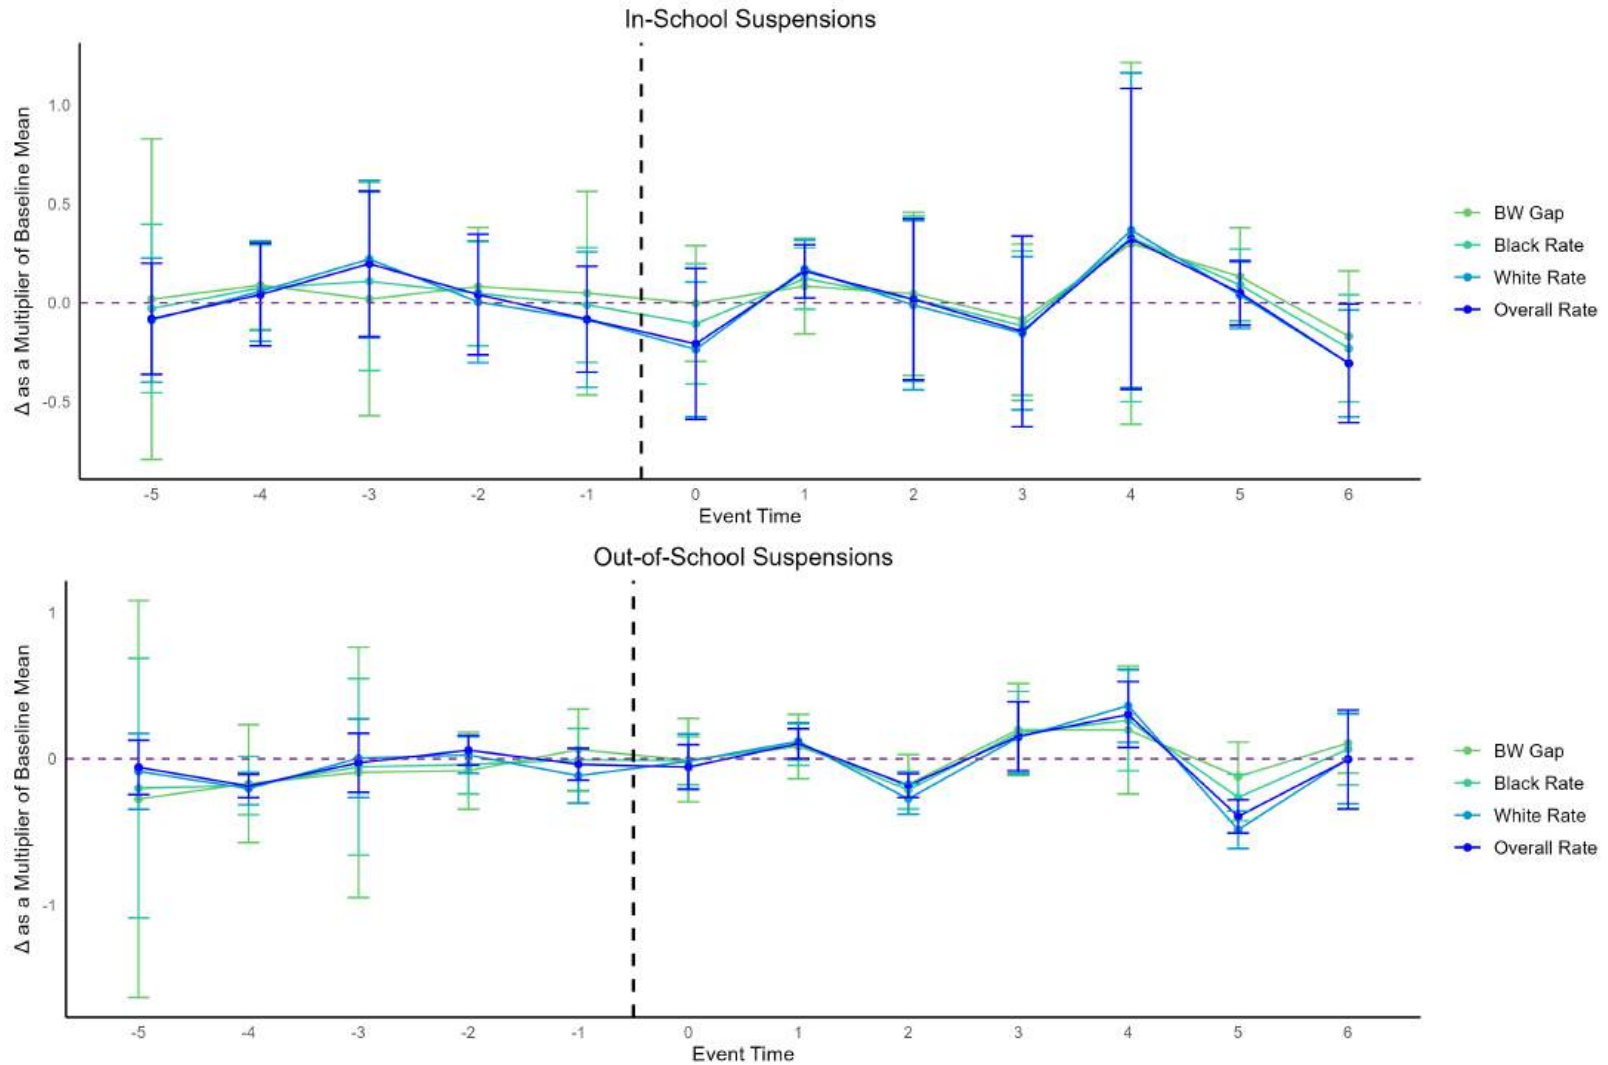 In-School Suspensions
Δ as a Multiplier of Baseline Mean
1.0
0.5
0.0
-0.5
-5 -4 -3 -2 -1 0 1 2 3 4 5 6
Event Time
BW Gap
Black Rate
White Rate
Overall Rate
Out-of-School Suspensions
Δ as a Multiplier of Baseline Mean
1
0
-1
-5 -4 -3 -2 -1 0 1 2 3 4 5 6
Event Time
BW Gap
Black Rate
White Rate
Overall Rate